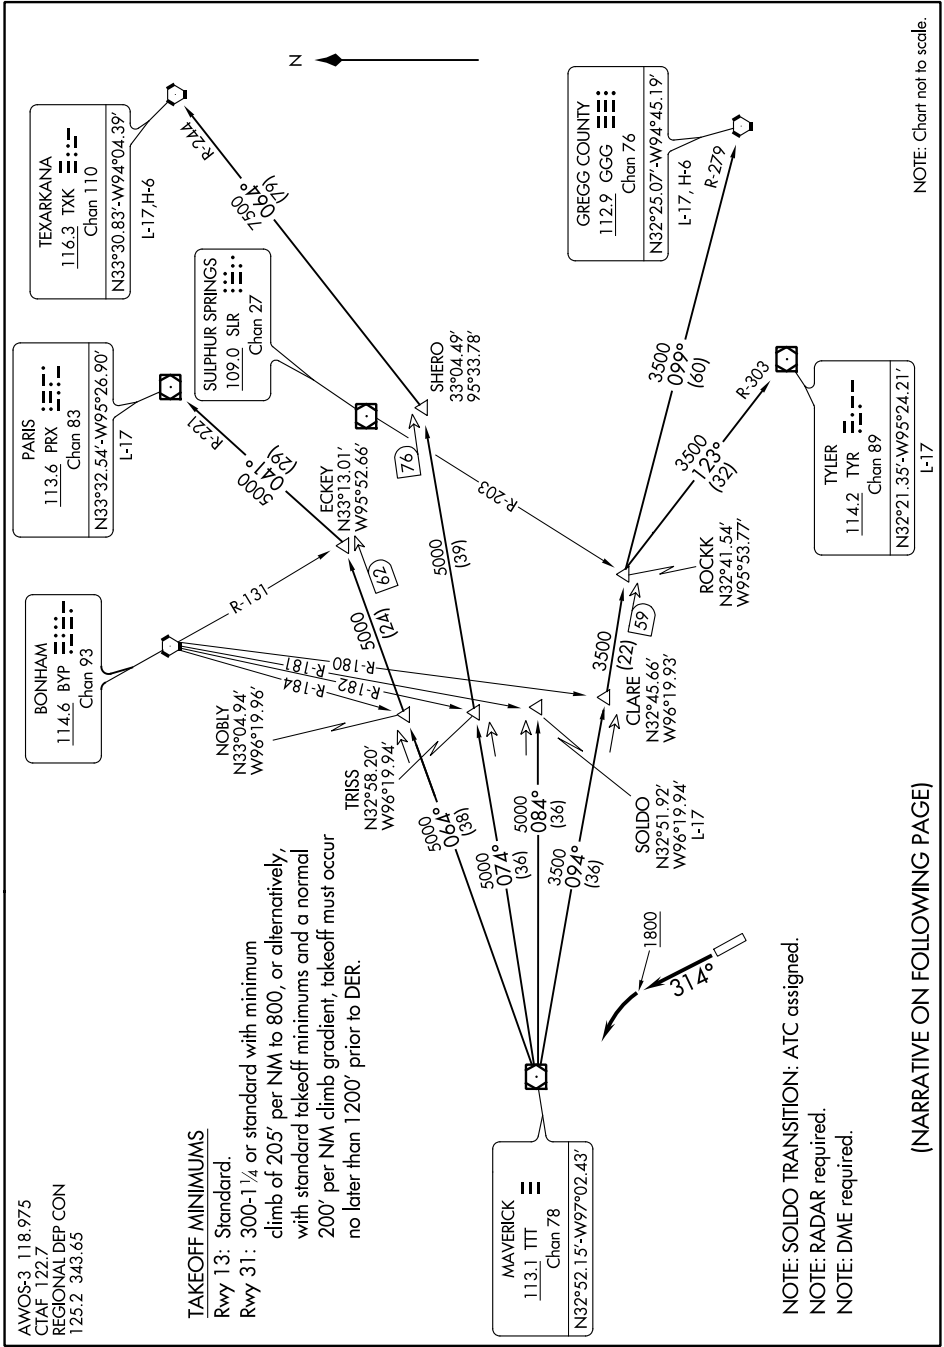 AWOS-3 118.975
CTAF 122.7
REGIONAL DEP CON
125.2 343.65
TAKEOFF MINIMUMS
Rwy 13: Standard.
Rwy 31: 300-1¼ or standard with minimum
climb of 205' per NM to 800, or alternatively,
with standard takeoff minimums and a normal
200' per NM climb gradient, takeoff must occur
no later than 1200' prior to DER.
BONHAM
114.6 BYP
Chan 93
PARIS
113.6 PRX
Chan 83
N33°32.54'-W95°26.90'
L-17
TEXARKANA
116.3 TXK
Chan 110
N33°30.83'-W94°04.39'
L-17,H-6
SULPHUR SPRINGS
109.0 SLR
Chan 27
N
R-244
7500
064°
(79)
R-221
5000
041°
(29)
R-131
R-184
R-181
R-182
R-180
ECKEY
N33°13.01'
W95°52.66'
62
5000
(24)
NOBLY
N33°04.94'
W96°19.96'
SHERO
33°04.49'
95°33.78'
76
5000
(39)
R-203
TRISS
N32°58.20'
W96°19.94'
5000
064°
(38)
5000
074°
(36)
5000
084°
(36)
3500
094°
(36)
SOLDO
N32°51.92'
W96°19.94'
L-17
CLARE
N32°45.66'
W96°19.93'
3500
(22)
59
ROCKK
N32°41.54'
W95°53.77'
3500
099°
(60)
R-279
3500
123°
(32)
R-303
GREGG COUNTY
112.9 GGG
Chan 76
N32°25.07'-W94°45.19'
L-17, H-6
TYLER
114.2 TYR
Chan 89
N32°21.35'-W95°24.21'
L-17
MAVERICK
113.1 TTT
Chan 78
N32°52.15'-W97°02.43'
1800
314°
NOTE: SOLDO TRANSITION: ATC assigned.
NOTE: RADAR required.
NOTE: DME required.
NOTE: Chart not to scale.
(NARRATIVE ON FOLLOWING PAGE)